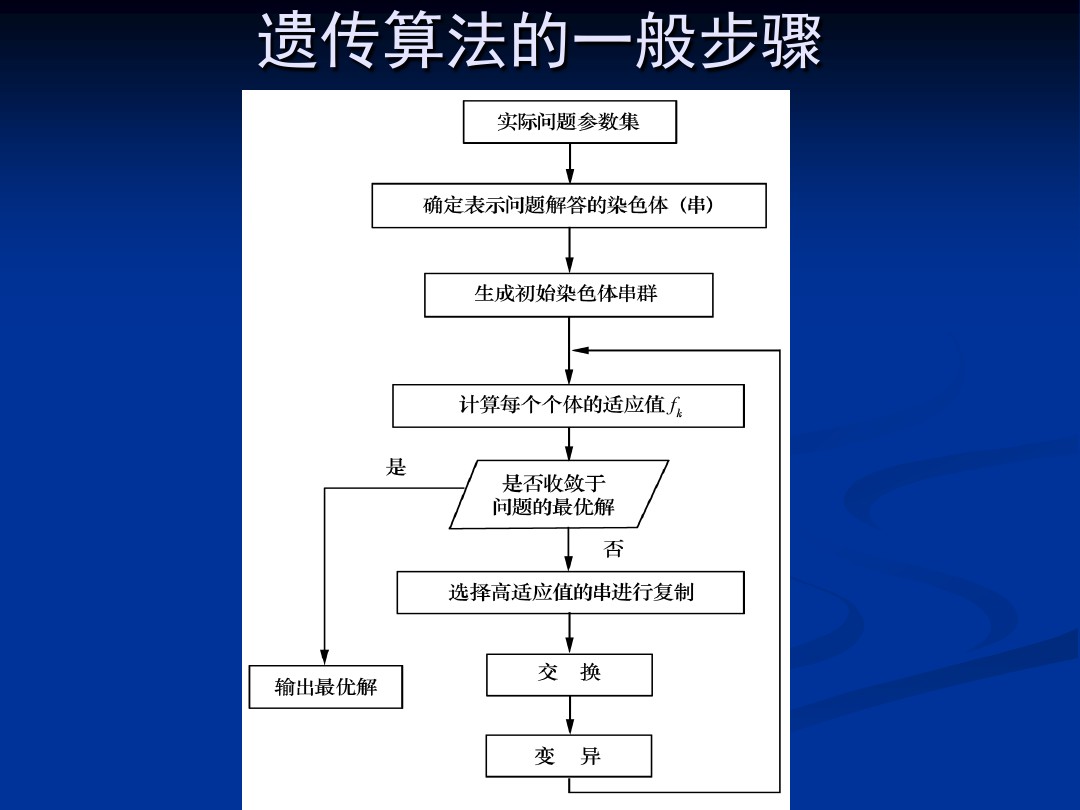 遗传算法的一般步骤
实际问题参数集
确定表示问题解答的染色体（串）
生成初始染色体串群
计算每个个体的适应值 fk
是
是否收敛于
问题的最优解
否
选择高适应值的串进行复制
交 换
输出最优解
变 异